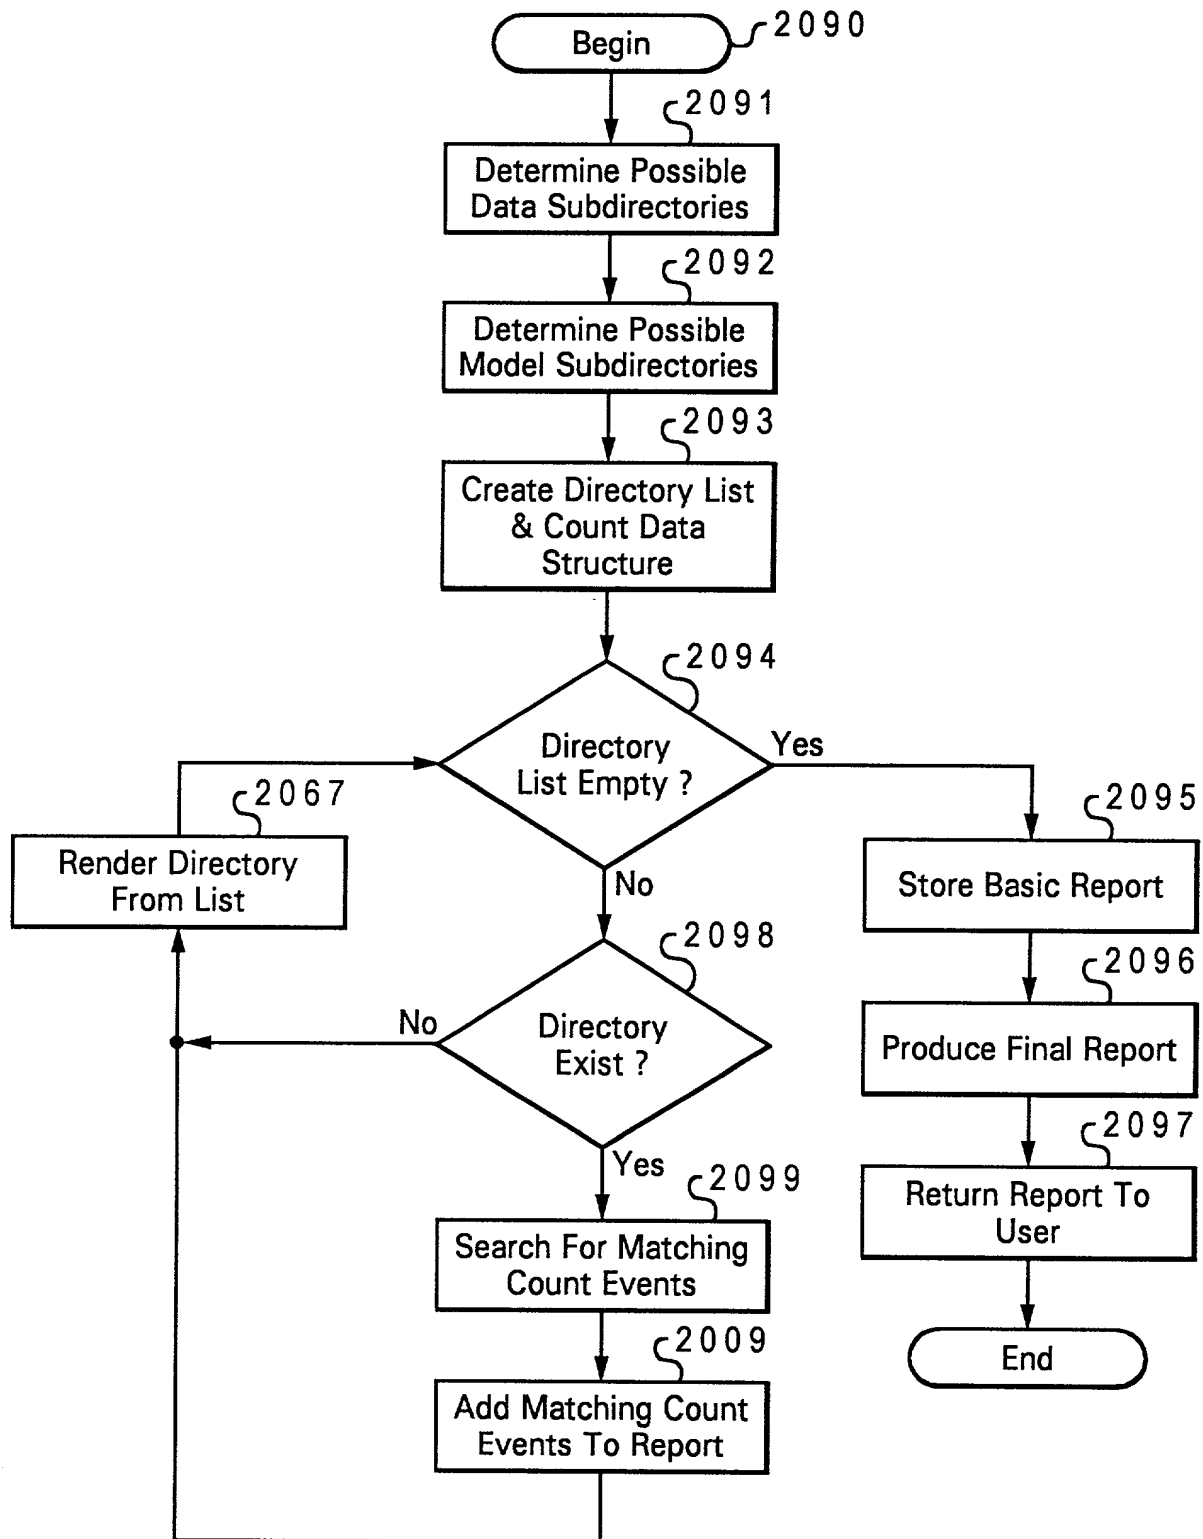 Begin
2090
2091
Determine Possible
Data Subdirectories
2092
Determine Possible
Model Subdirectories
2093
Create Directory List
& Count Data
Structure
2094
Directory
List Empty ?
Yes
No
2067
Render Directory
From List
2095
Store Basic Report
2098
Directory
Exist ?
No
Yes
2096
Produce Final Report
2097
Return Report To
User
End
2099
Search For Matching
Count Events
2009
Add Matching Count
Events To Report